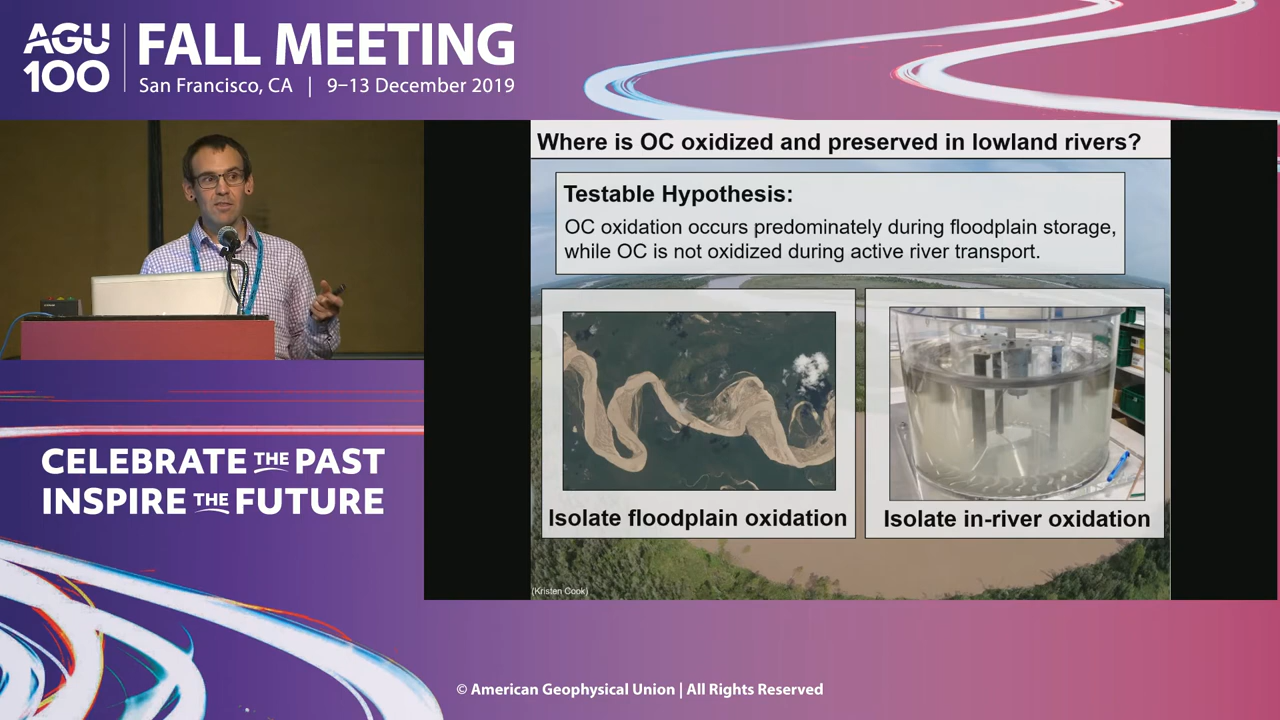 AGU
100
FALL MEETING
San Francisco, CA | 9–13 December 2019
Where is OC oxidized and preserved in lowland rivers?
Testable Hypothesis:
OC oxidation occurs predominately during floodplain storage,
while OC is not oxidized during active river transport.
Isolate floodplain oxidation
Isolate in-river oxidation
(Kristen Cook)
CELEBRATE THE PAST
INSPIRE THE FUTURE
© American Geophysical Union | All Rights Reserved